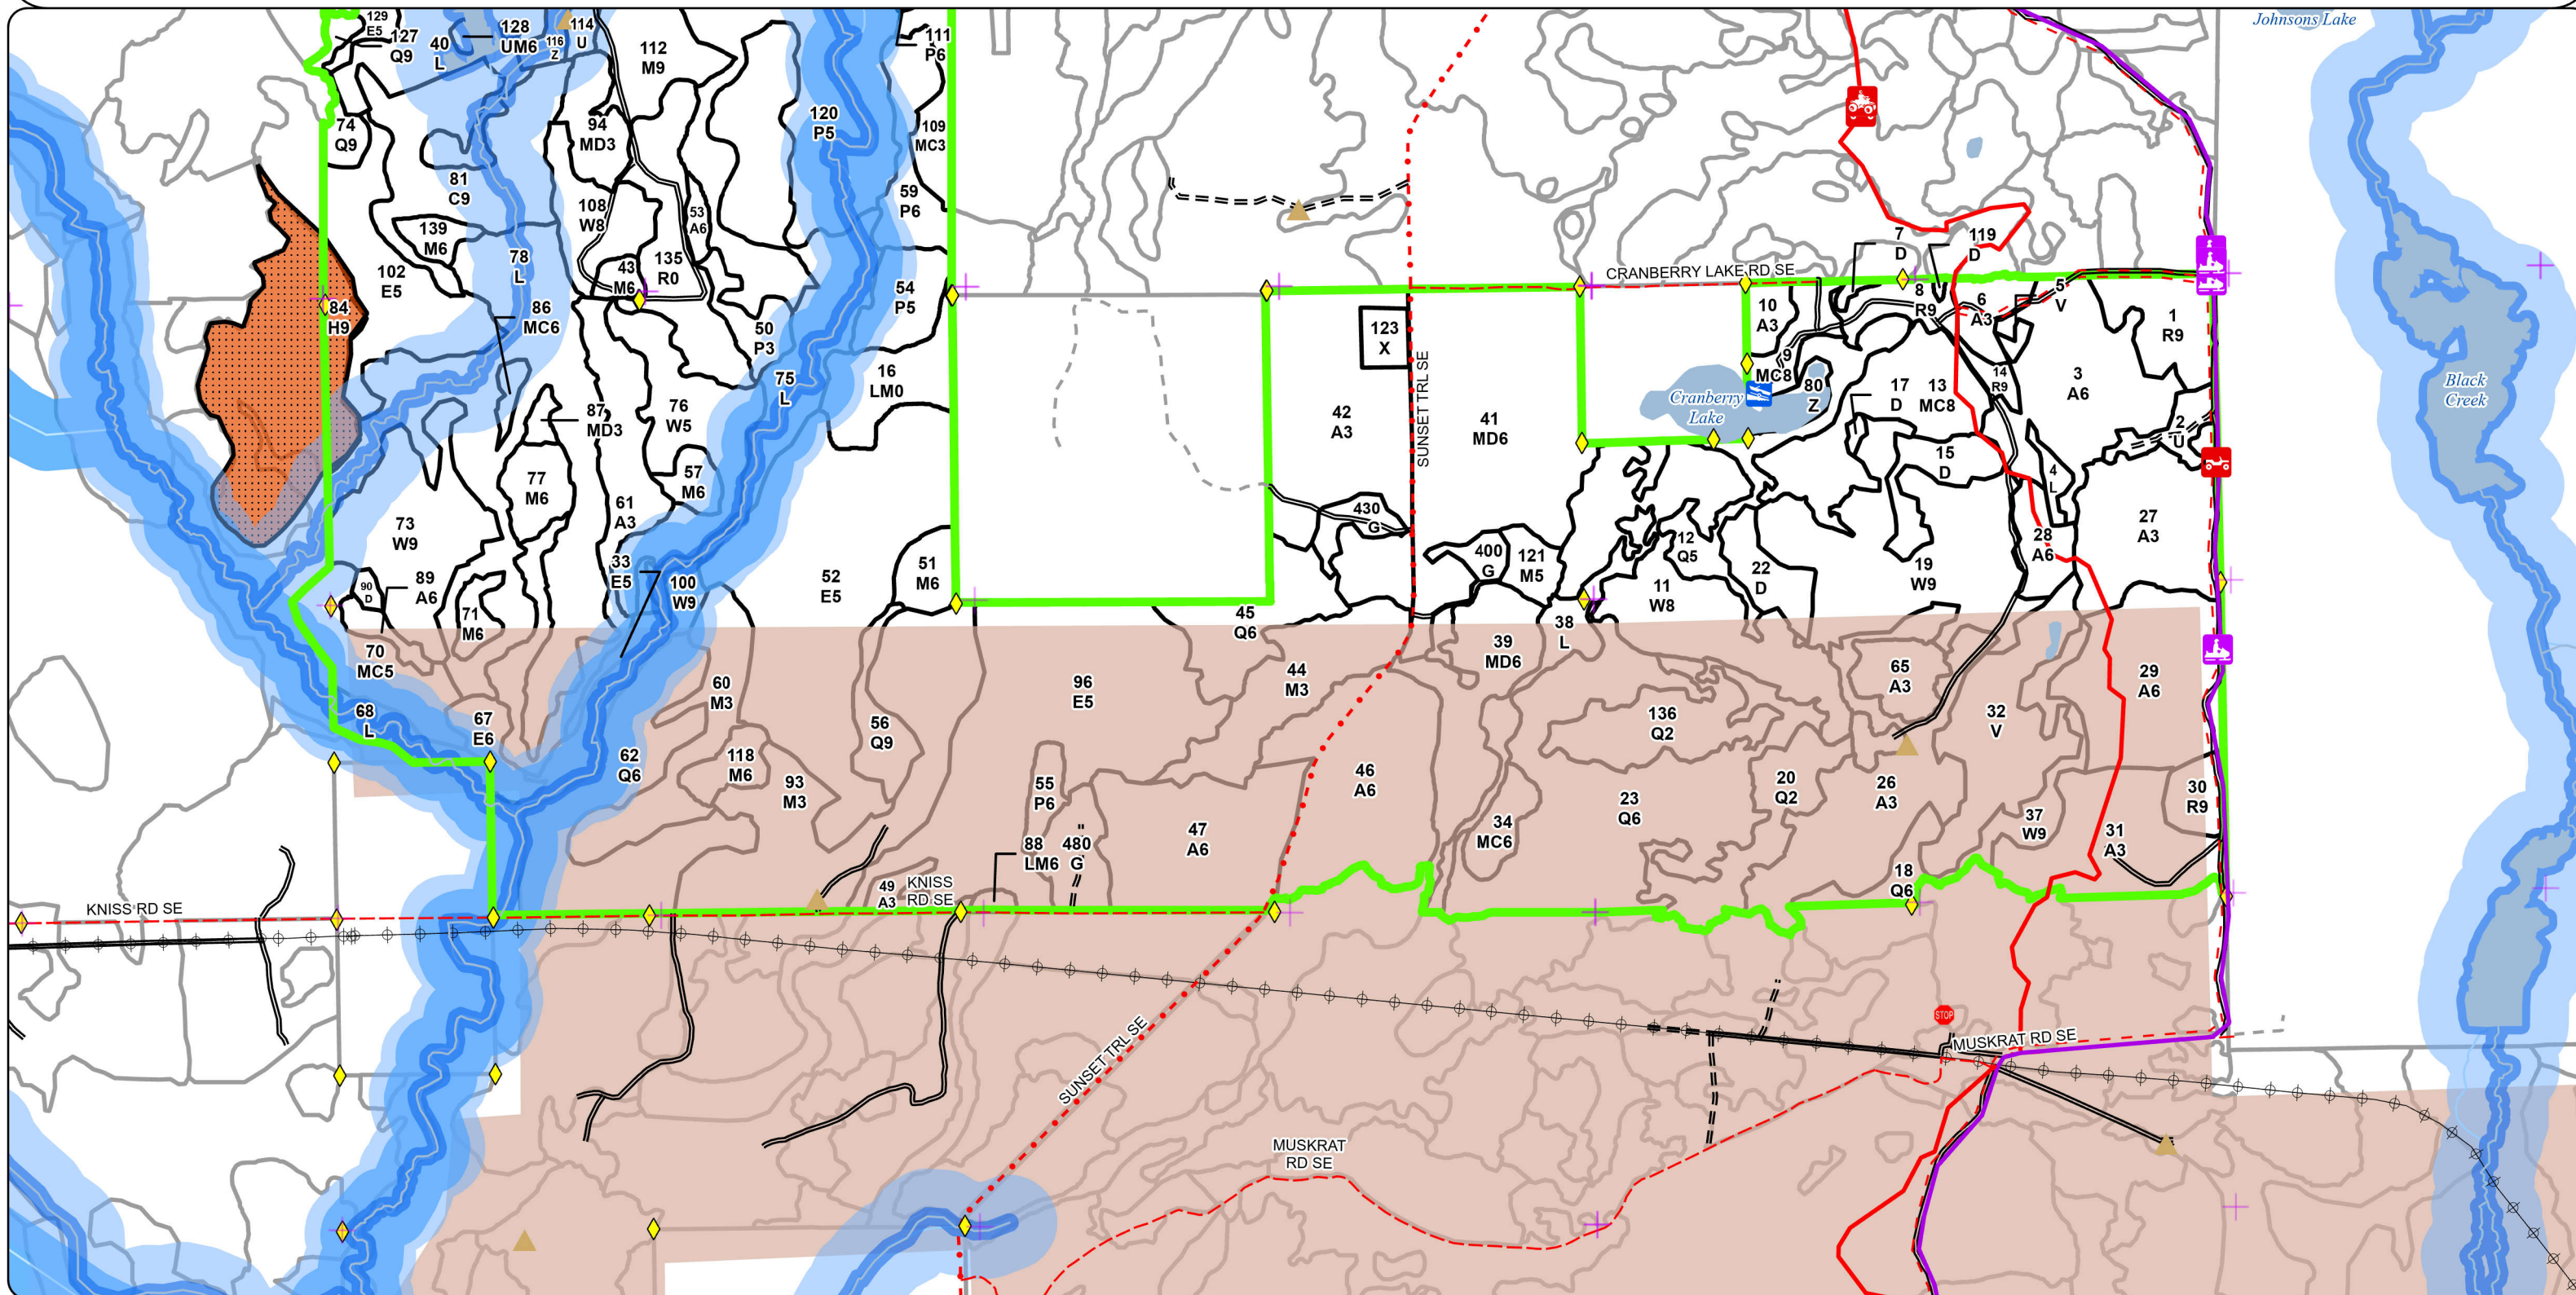 129
E5
127
Q9
40
L
128
UM6
116
Z
114
U
112
M9
111
P6
Johnsons Lake
74
Q9
94
MD3
120
P5
109
MC3
81
C9
108
W8
53
A6
59
P6
139
M6
102
E5
78
L
43
M6
135
R0
54
P5
7
D
119
D
CRANBERRY LAKE RD SE
84
H9
86
MC6
50
P3
123
X
10
A3
8
R9
6
A3
5
V
1
R9
75
L
16
LM0
9
MC8
80
Z
17
D
13
MC8
14
R9
3
A6
Black
Creek
Cranberry
Lake
87
MD3
76
W5
42
A3
SUNSET TRL SE
41
MD6
2
U
77
M6
57
M6
15
D
4
L
73
W9
61
A3
430
G
27
A3
33
E5
100
W9
52
E5
51
M6
400
G
121
M5
12
Q5
22
D
19
W9
28
A6
90
D
89
A6
71
M6
11
W8
45
Q6
38
L
70
MC5
60
M3
96
E5
44
M3
39
MD6
65
A3
29
A6
68
L
67
E6
56
Q9
136
Q2
32
V
62
Q6
118
M6
93
M3
55
P6
46
A6
23
Q6
20
Q2
26
A3
30
R9
47
A6
34
MC6
37
W9
31
A3
88
LM6
480
G
49
A3
KNISS
RD SE
18
Q6
KNISS RD SE
STOP
MUSKRAT RD SE
SUNSET TRL SE
MUSKRAT
RD SE